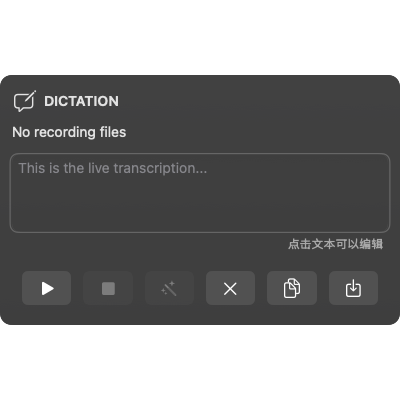 DICTATION
No recording files
This is the live transcription...
点击文本可以编辑